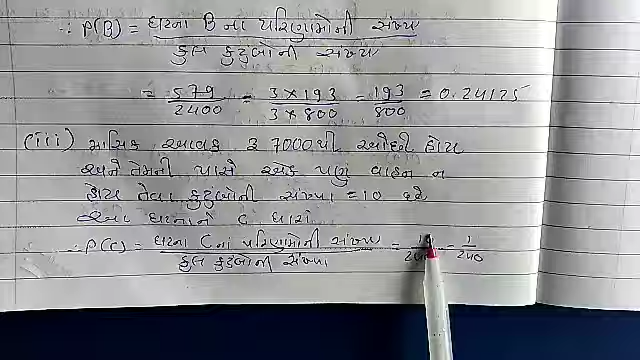 ∴ P(B) = ઘટના B ના પરિણામોની સંખ્યા
કુલ કુટુંબોની સંખ્યા
= 579/2400 = 3×193/3×800 = 193/800 = 0.24125
(iii) માસિક આવક ₹ 7000થી ઓછી હોય
અને તેમની પાસે એક પણ વાહન ન
હોય તેવા કુટુંબોની સંખ્યા = 10 છે
આ ઘટનાને C ધારો
∴ P(C) = ઘટના C નાં પરિણામોની સંખ્યા = = 1/240
કુલ કુટુંબોની સંખ્યા